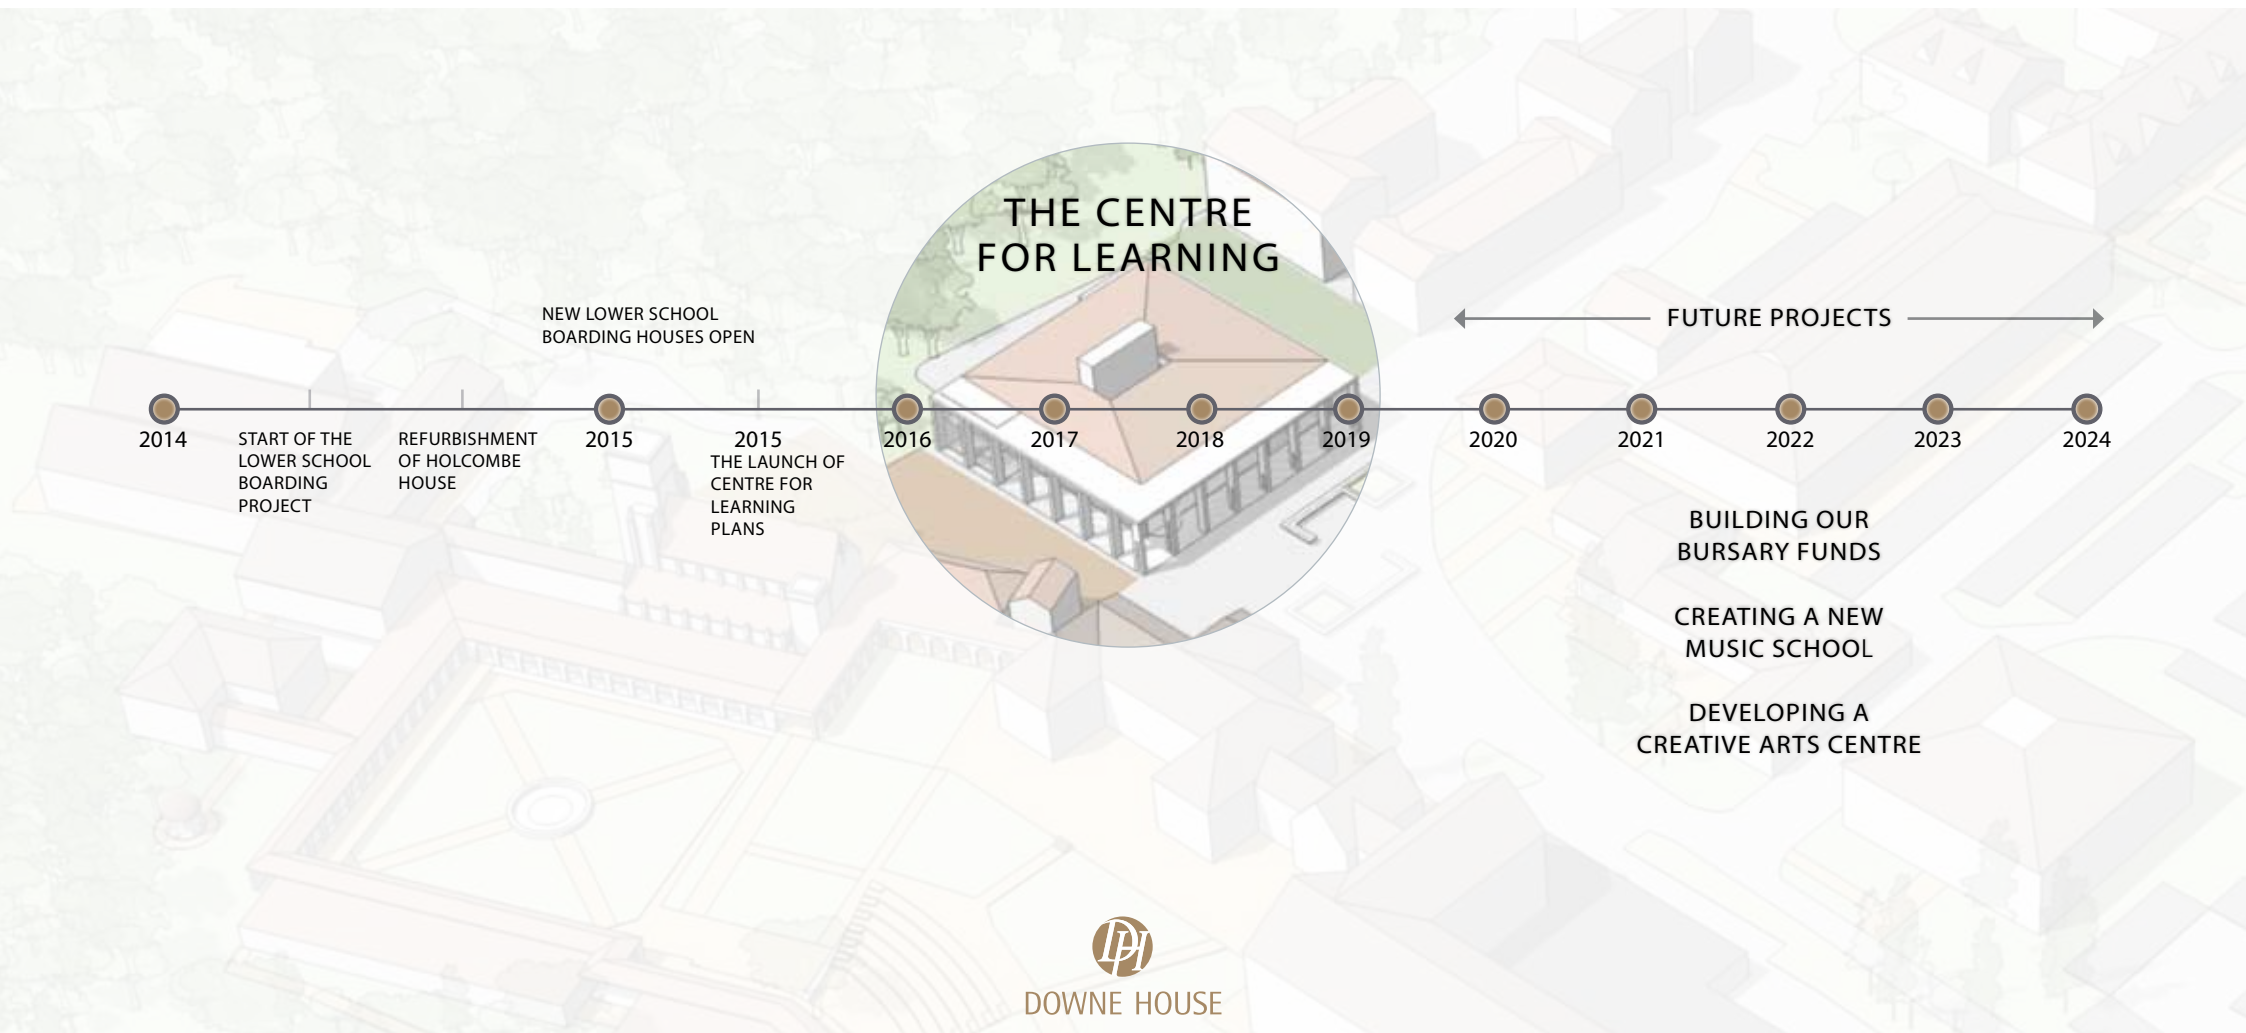 THE CENTRE
FOR LEARNING
NEW LOWER SCHOOL
BOARDING HOUSES OPEN
FUTURE PROJECTS
2014
START OF THE
LOWER SCHOOL
BOARDING
PROJECT
REFURBISHMENT
OF HOLCOMBE
HOUSE
2015
2015
THE LAUNCH OF
CENTRE FOR
LEARNING
PLANS
2016
2017
2018
2019
2020
2021
2022
2023
2024
BUILDING OUR
BURSARY FUNDS
CREATING A NEW
MUSIC SCHOOL
DEVELOPING A
CREATIVE ARTS CENTRE
DH
DOWNE HOUSE